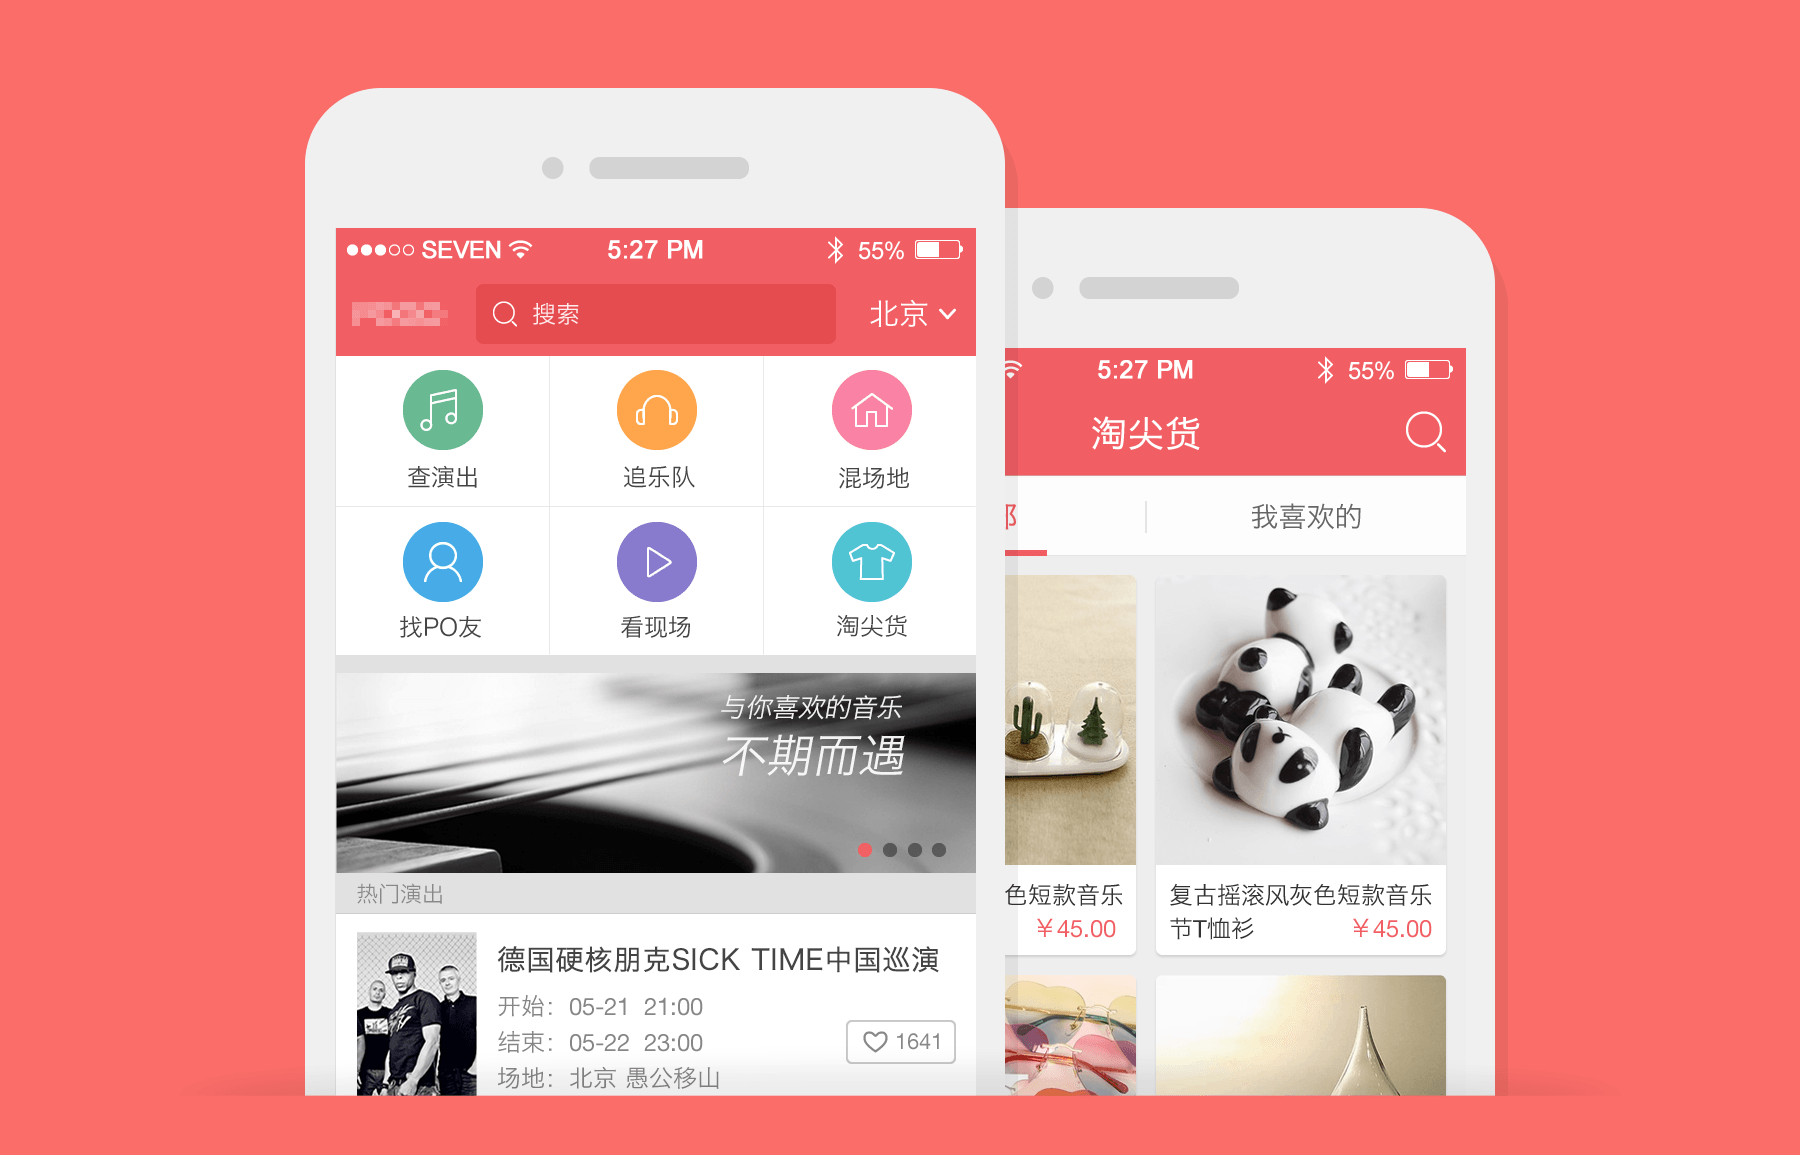 SEVEN 5:27 PM 55%
搜索 北京
查演出 追乐队 混场地
找PO友 看现场 淘尖货
与你喜欢的音乐
不期而遇
热门演出
德国硬核朋克SICK TIME中国巡演
开始：05-21 21:00
结束：05-22 23:00
1641
场地：北京 愚公移山
5:27 PM 55%
淘尖货
我喜欢的
色短款音乐
￥45.00
复古摇滚风灰色短款音乐
节T恤衫 ￥45.00